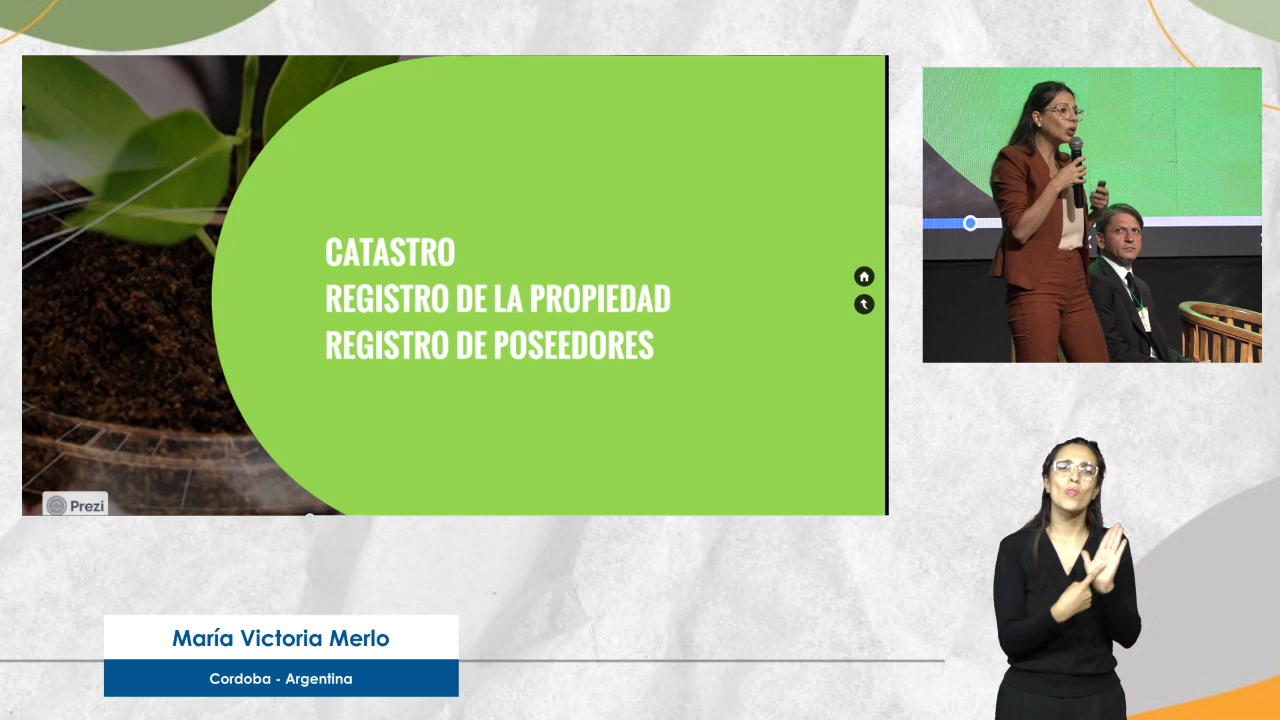 CATASTRO
REGISTRO DE LA PROPIEDAD
REGISTRO DE POSEEDORES
Prezi
María Victoria Merlo
Cordoba - Argentina